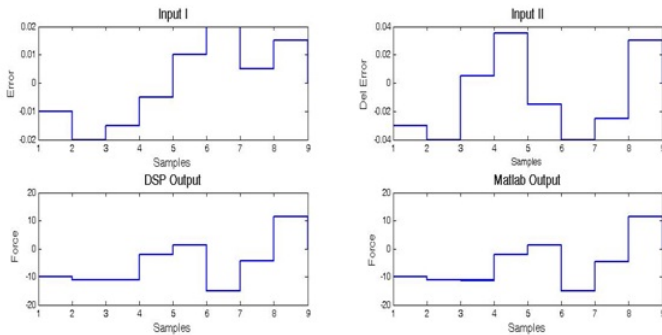 Input I
0.02
0.01
0
-0.01
-0.02
Error
1 2 3 4 5 6 7 8 9
Samples
Input II
0.04
0.02
0
-0.02
-0.04
Del Error
1 2 3 4 5 6 7 8 9
Samples
DSP Output
20
10
0
-10
-20
Force
1 2 3 4 5 6 7 8 9
Samples
Matlab Output
20
10
0
-10
-20
Force
1 2 3 4 5 6 7 8 9
Samples